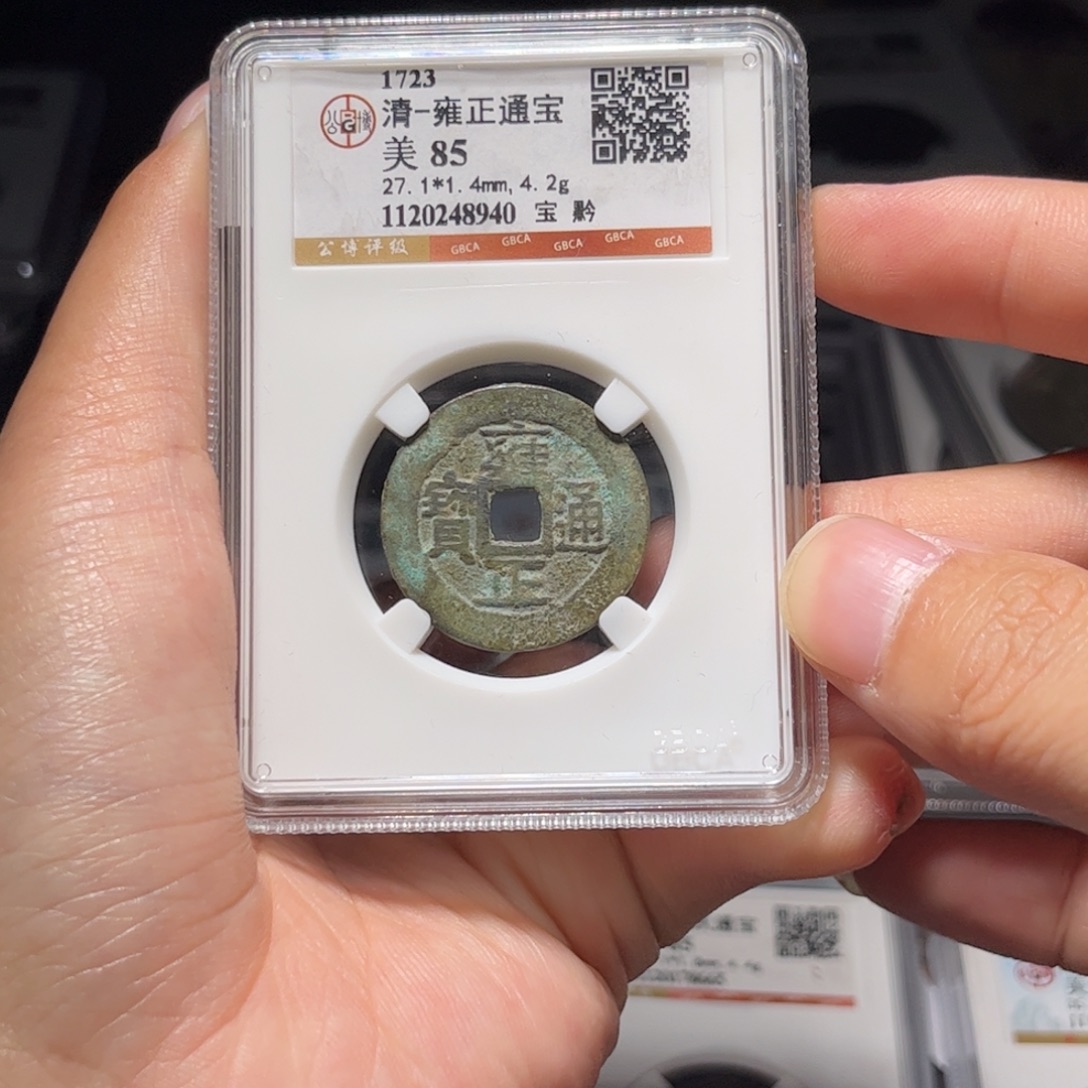 1723
清-雍正通宝
美 85
27.1*1.4mm, 4.2g
1120248940 宝 黔
公博评级 GBCA GBCA GBCA GBCA GBCA
雍
寶 通
正
GBCA